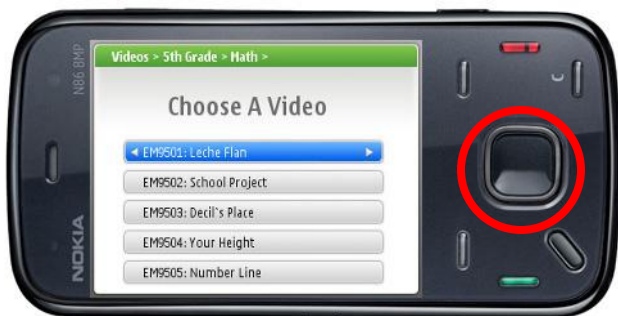 N86 8MP
NOKIA
Videos > 5th Grade > Math >
Choose A Video
EM9501: Leche Flan
EM9502: School Project
EM9503: Decil`s Place
EM9504: Your Height
EM9505: Number Line